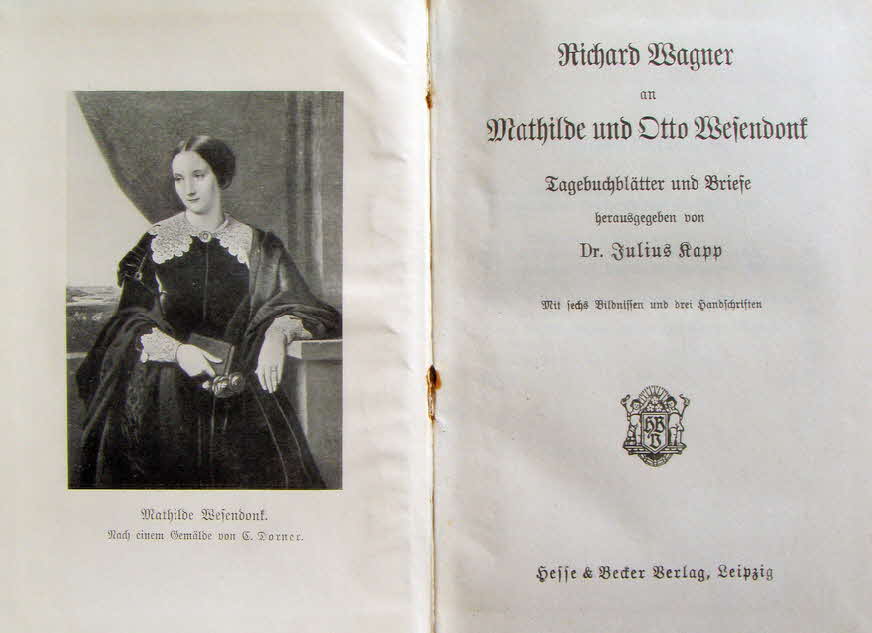 Mathilde Wesendonk.
Nach einem Gemälde von C. Dorner.
Richard Wagner
an
Mathilde und Otto Wesendonk
Tagebuchblätter und Briefe
herausgegeben von
Dr. Julius Kapp
Mit sechs Bildnissen und drei Handschriften
HB
V
Hesse & Becker Verlag, Leipzig